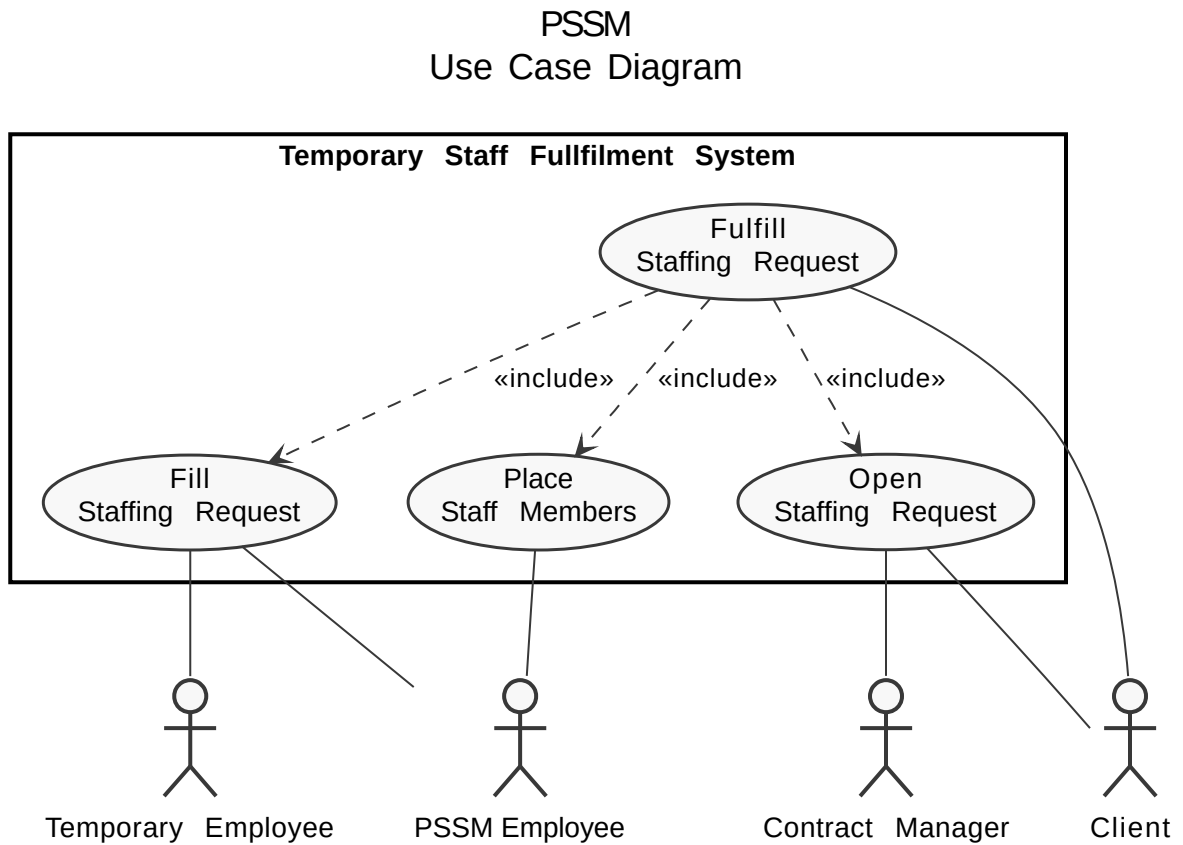 PSSM
Use Case Diagram
Temporary Staff Fullfilment System
Fulfill
Staffing Request
«include» «include» «include»
Fill
Staffing Request
Place
Staff Members
Open
Staffing Request
Temporary Employee
PSSM Employee
Contract Manager
Client